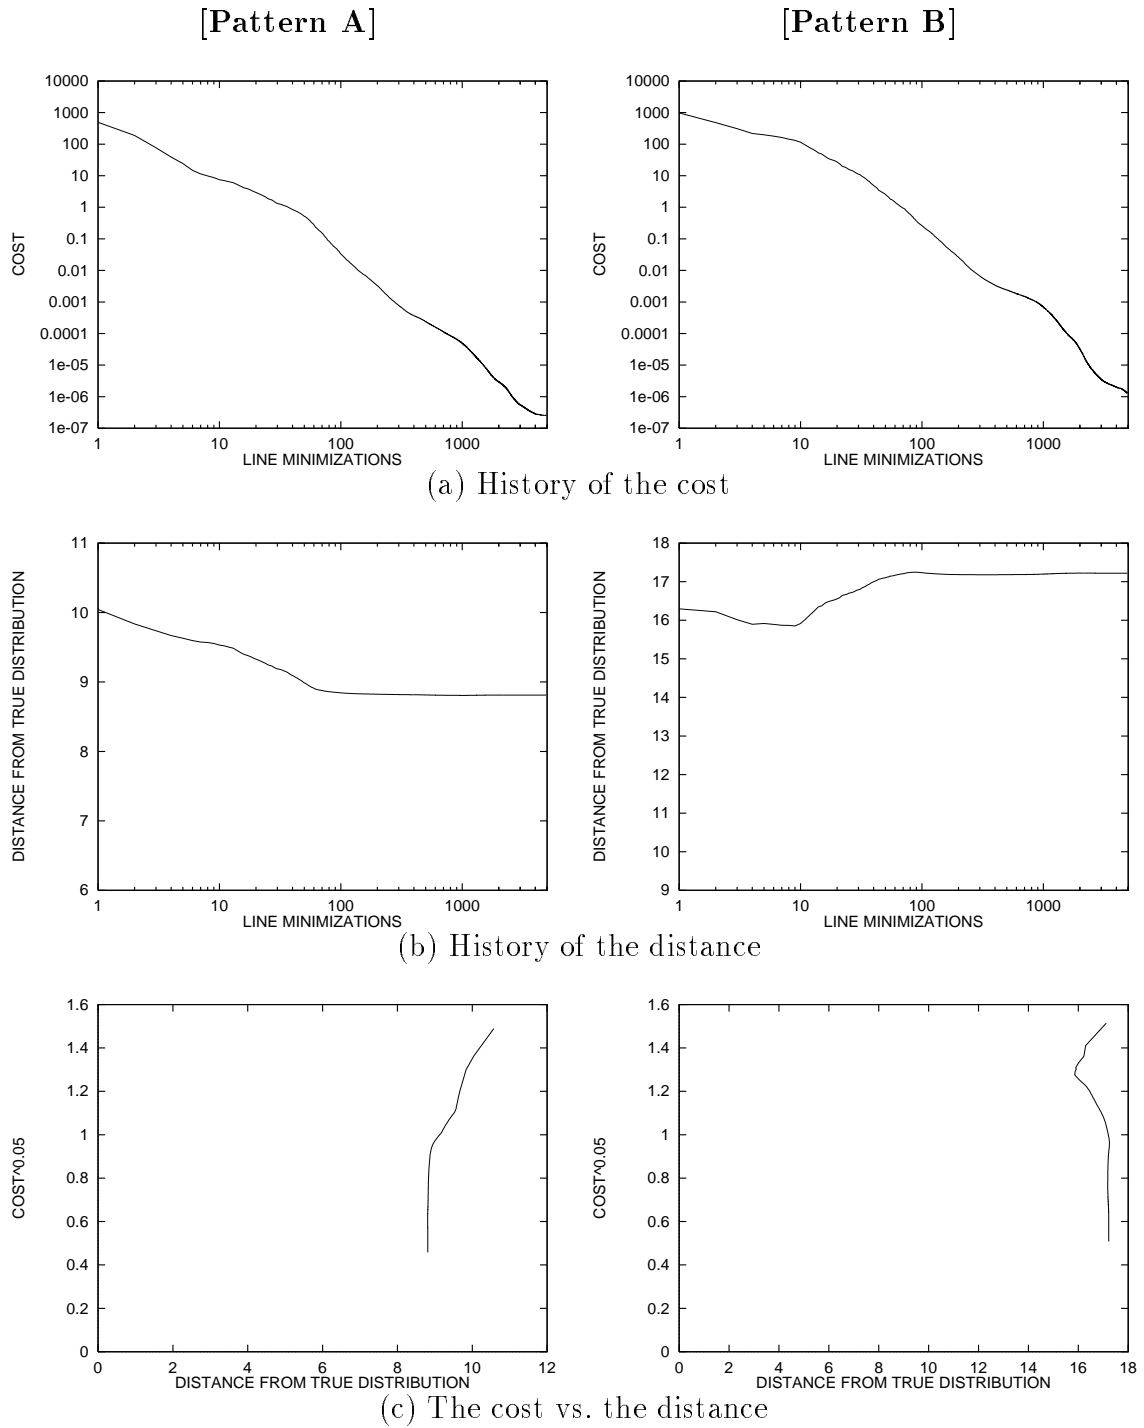 [Pattern A]
[Pattern B]
10000
1000
100
10
1
0.1
0.01
0.001
0.0001
1e-05
1e-06
1e-07
COST
1 10 100 1000
LINE MINIMIZATIONS
10000
1000
100
10
1
0.1
0.01
0.001
0.0001
1e-05
1e-06
1e-07
COST
1 10 100 1000
LINE MINIMIZATIONS
(a) History of the cost
11
10
9
8
7
6
DISTANCE FROM TRUE DISTRIBUTION
1 10 100 1000
LINE MINIMIZATIONS
18
17
16
15
14
13
12
11
10
9
DISTANCE FROM TRUE DISTRIBUTION
1 10 100 1000
LINE MINIMIZATIONS
(b) History of the distance
1.6
1.4
1.2
1
0.8
0.6
0.4
0.2
0
COST^0.05
0 2 4 6 8 10 12
DISTANCE FROM TRUE DISTRIBUTION
1.6
1.4
1.2
1
0.8
0.6
0.4
0.2
0
COST^0.05
0 2 4 6 8 10 12 14 16 18
DISTANCE FROM TRUE DISTRIBUTION
(c) The cost vs. the distance